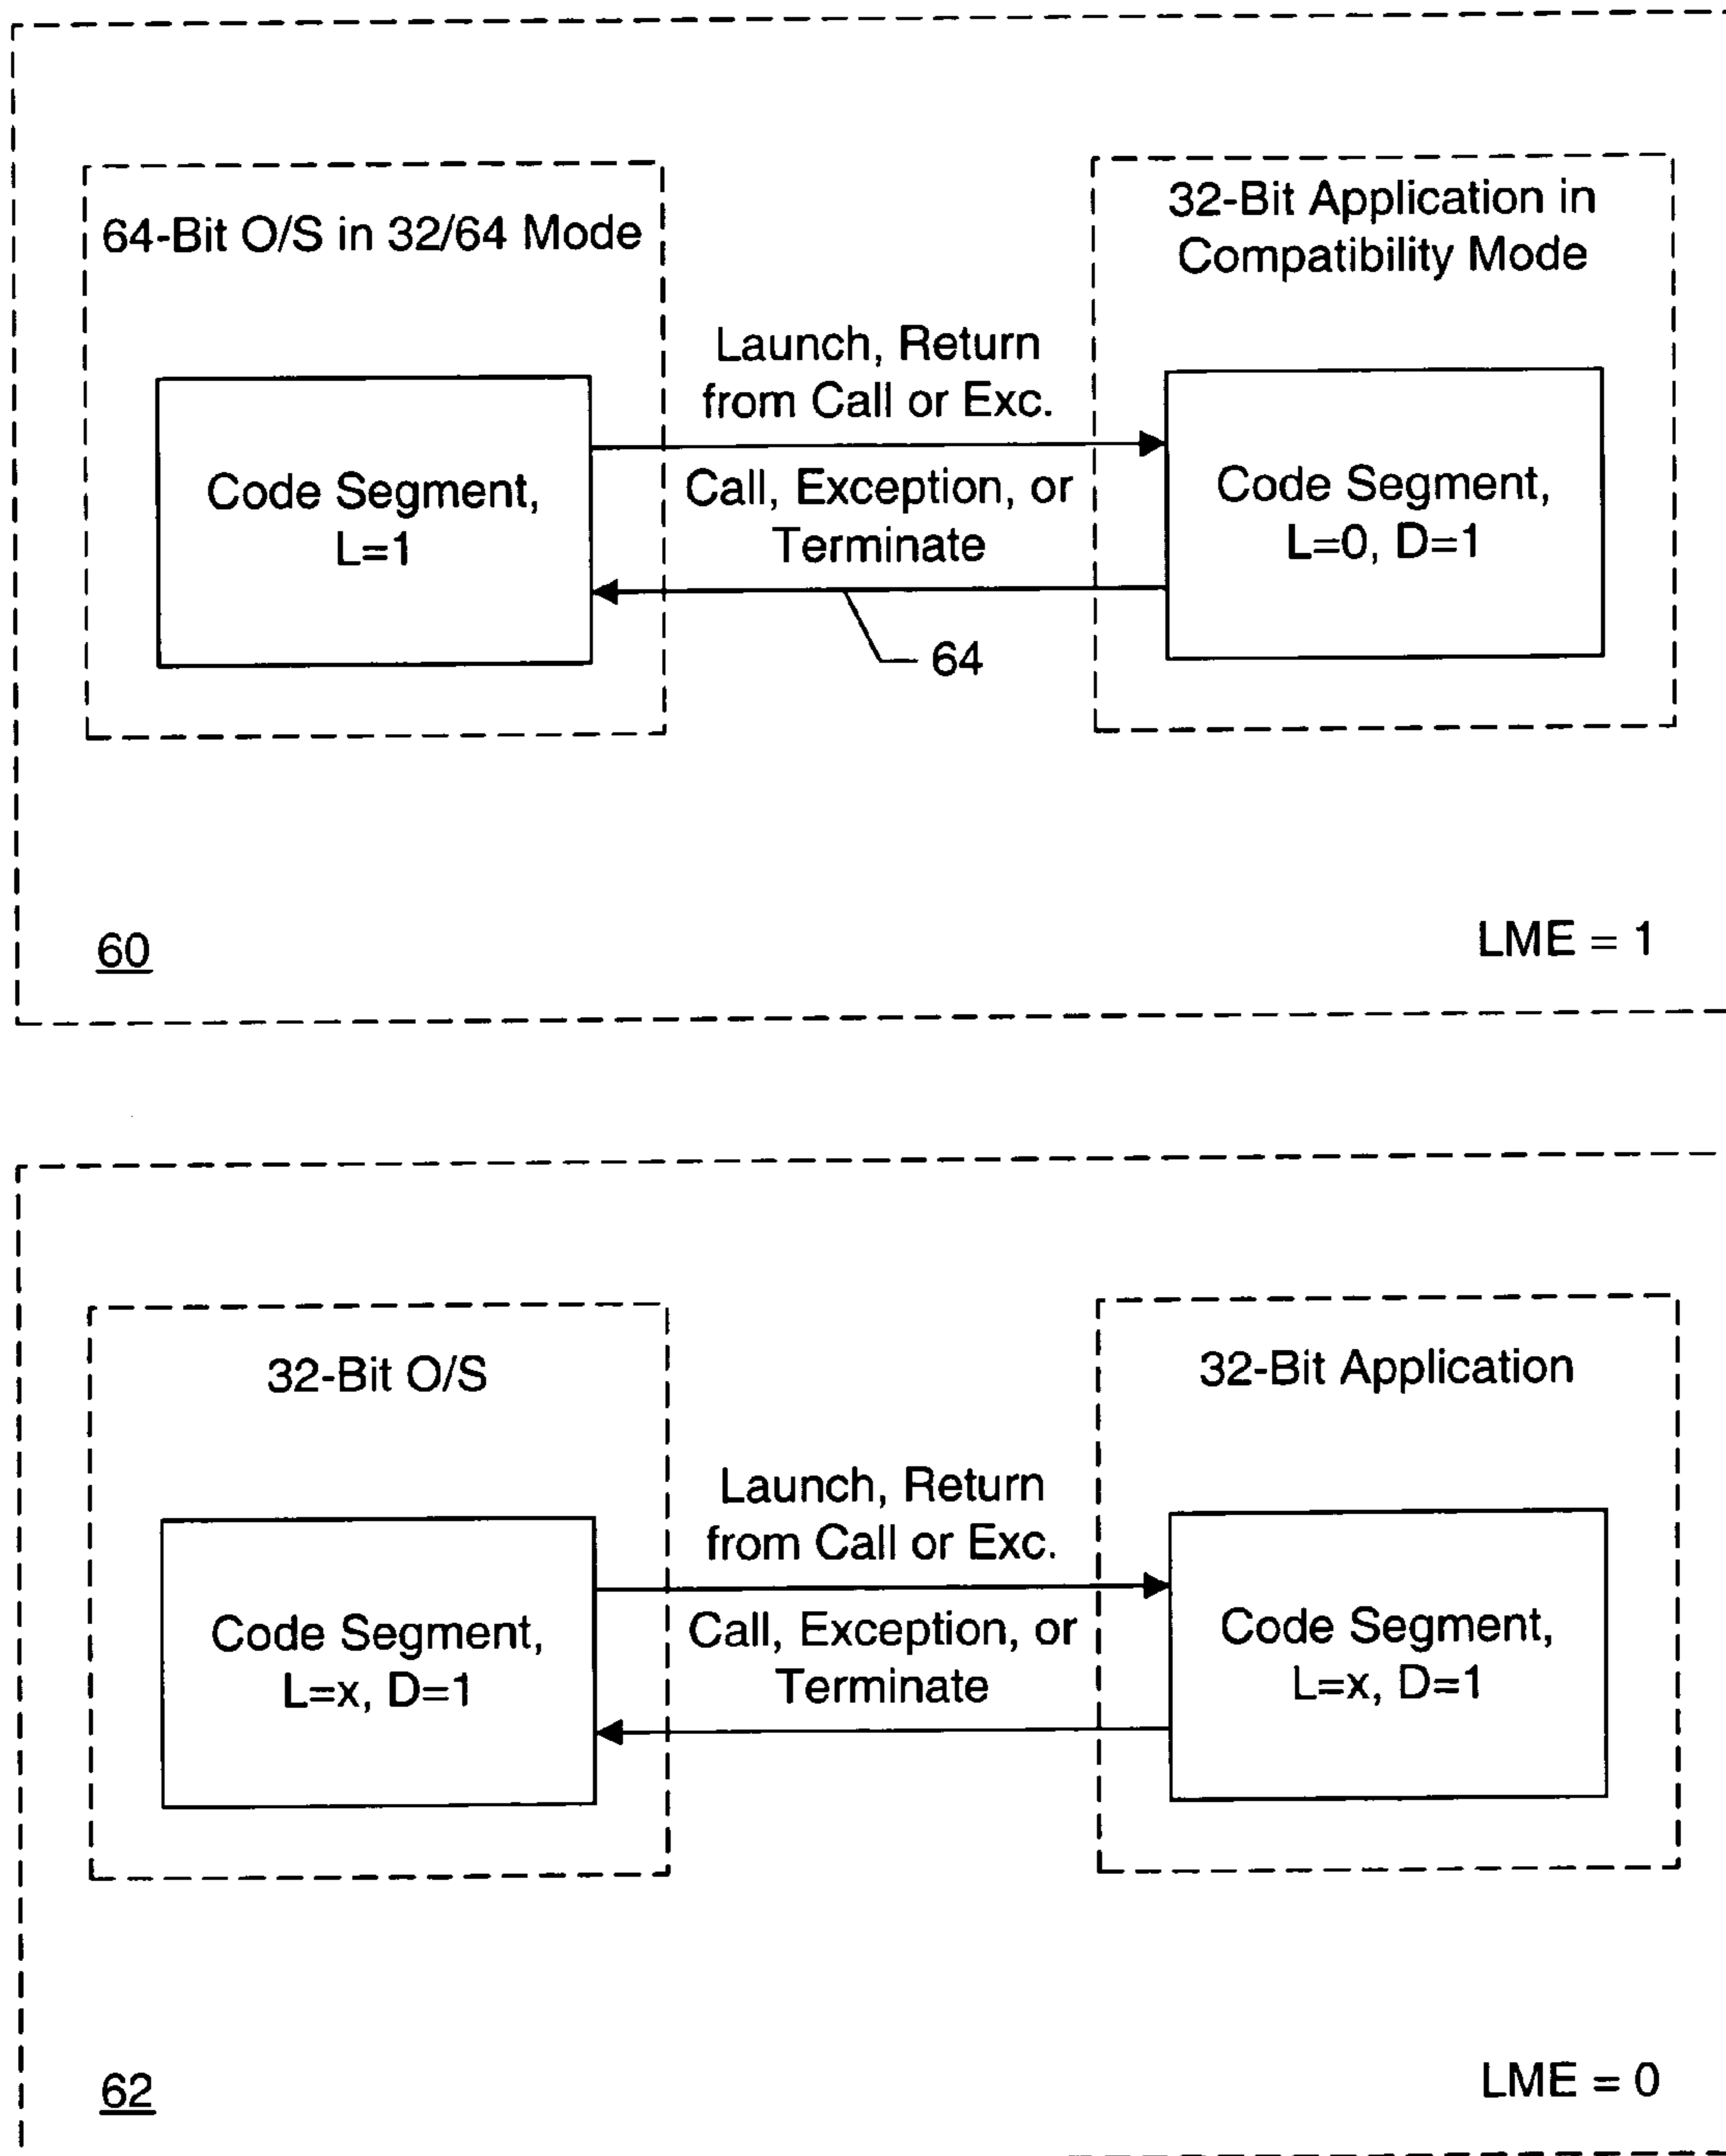 64-Bit O/S in 32/64 Mode
32-Bit Application in
Compatibility Mode
Launch, Return
from Call or Exc.
Code Segment,
L=1
Call, Exception, or
Terminate
Code Segment,
L=0, D=1
64
60
LME = 1
32-Bit O/S
32-Bit Application
Launch, Return
from Call or Exc.
Code Segment,
L=x, D=1
Call, Exception, or
Terminate
Code Segment,
L=x, D=1
62
LME = 0